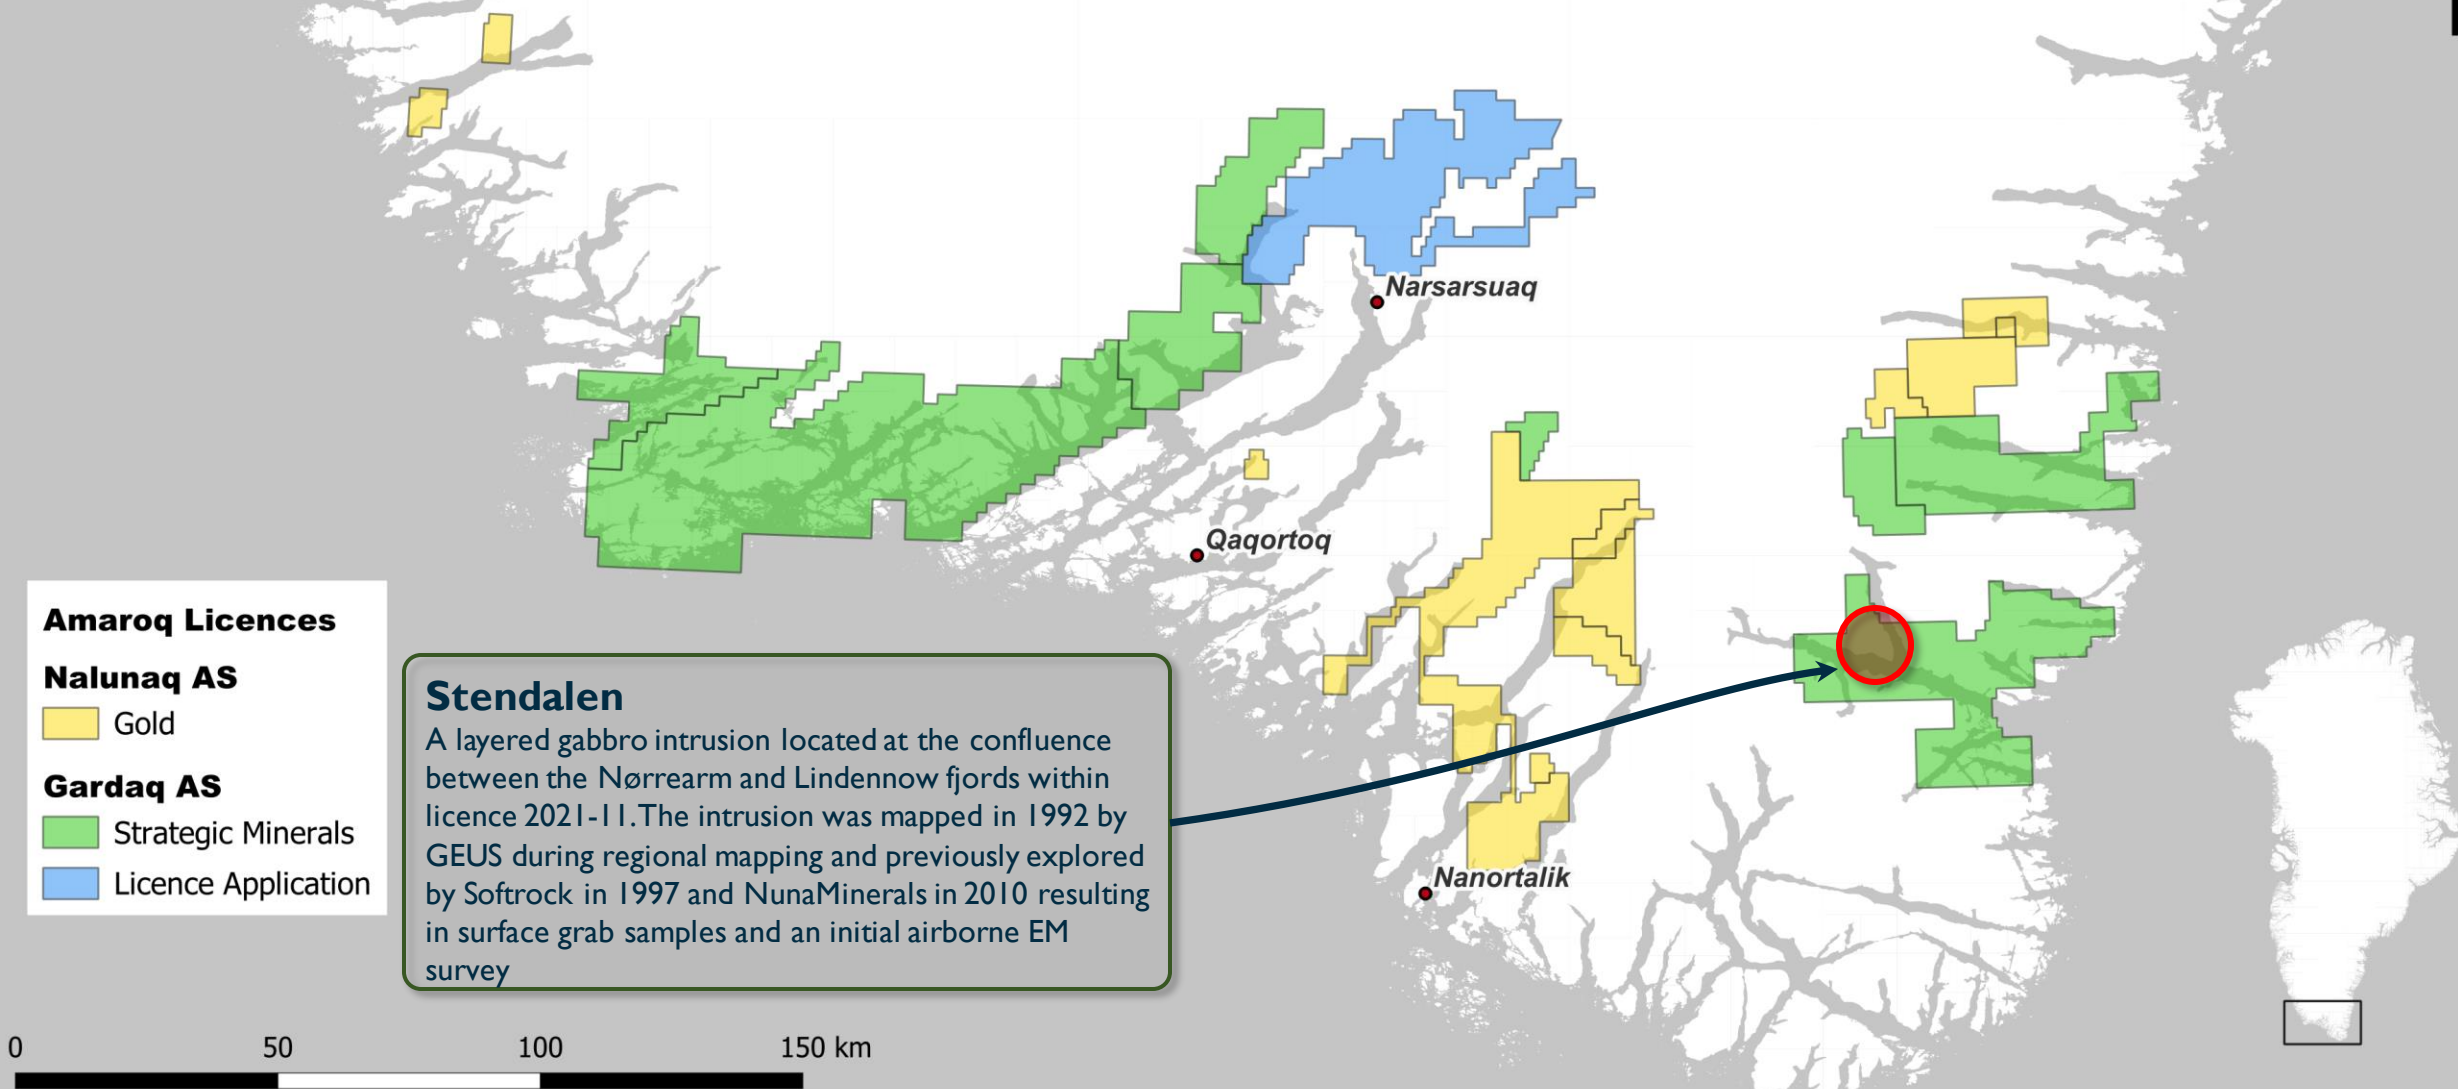 Narsarsuaq
Qaqortoq
Amaroq Licences
Nalunaq AS
Gold
Gardaq AS
Strategic Minerals
Licence Application
Stendalen
A layered gabbro intrusion located at the confluence
between the Nørrearm and Lindennow fjords within
licence 2021-11. The intrusion was mapped in 1992 by
GEUS during regional mapping and previously explored
by Softrock in 1997 and NunaMinerals in 2010 resulting
in surface grab samples and an initial airborne EM
survey
Nanortalik
0 50 100 150 km